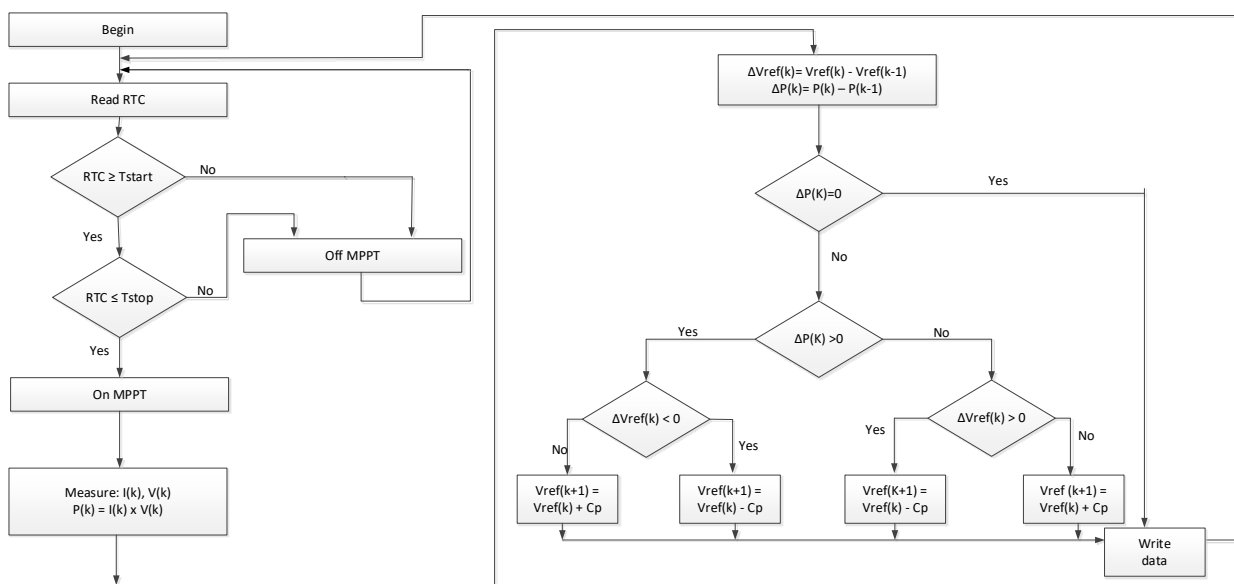 Begin
Read RTC
RTC ≥ Tstart
No
Yes
Off MPPT
RTC ≤ Tstop
No
Yes
On MPPT
Measure: I(k), V(k)
P(k) = I(k) x V(k)
ΔVref(k)= Vref(k) - Vref(k-1)
ΔP(k)= P(k) – P(k-1)
ΔP(K)=0
Yes
No
ΔP(K) >0
Yes
No
ΔVref(k) < 0
No
Yes
ΔVref(k) > 0
Yes
No
Vref(k+1) =
Vref(k) + Cp
Vref(k+1) =
Vref(k) - Cp
Vref(K+1) =
Vref(k) - Cp
Vref (k+1) =
Vref(k) + Cp
Write
data